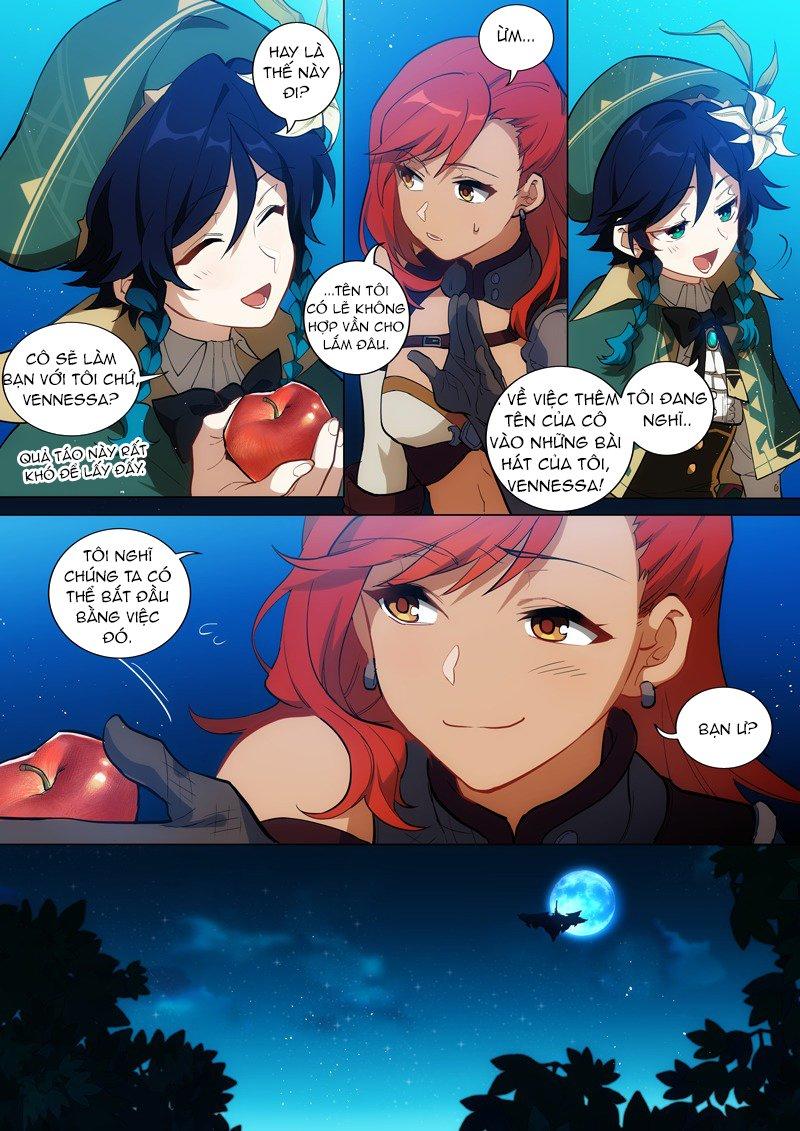 TÔI ĐANG
NGHĨ..
VỀ VIỆC THÊM
TÊN CỦA CÔ
VÀO NHỮNG BÀI
HÁT CỦA TÔI,
VENNESSA!
ỪM...
...TÊN TÔI
CÓ LẼ KHÔNG
HỢP VẦN CHO
LẮM ĐÂU.
HAY LÀ
THẾ NÀY
ĐI?
CÔ SẼ LÀM
BẠN VỚI TÔI CHỨ,
VENNESSA?
QUẢ TÁO NÀY RẤT
KHÓ ĐỂ LẤY ĐẤY.
BẠN Ư?
TÔI NGHĨ
CHÚNG TA CÓ
THỂ BẮT ĐẦU
BẰNG VIỆC
ĐÓ.